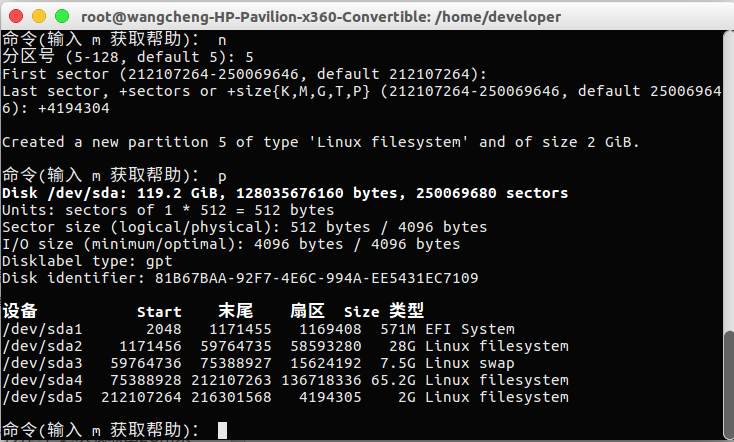 root@wangcheng-HP-Pavilion-x360-Convertible: /home/developer
命令(输入 m 获取帮助)： n
分区号 (5-128, default 5): 5
First sector (212107264-250069646, default 212107264):
Last sector, +sectors or +size{K,M,G,T,P} (212107264-250069646, default 25006964
6): +4194304
Created a new partition 5 of type 'Linux filesystem' and of size 2 GiB.
命令(输入 m 获取帮助)： p
Disk /dev/sda: 119.2 GiB, 128035676160 bytes, 250069680 sectors
Units: sectors of 1 * 512 = 512 bytes
Sector size (logical/physical): 512 bytes / 4096 bytes
I/O size (minimum/optimal): 4096 bytes / 4096 bytes
Disklabel type: gpt
Disk identifier: 81B67BAA-92F7-4E6C-994A-EE5431EC7109
设备 Start 末尾 扇区 Size 类型
/dev/sda1 2048 1171455 1169408 571M EFI System
/dev/sda2 1171456 59764735 58593280 28G Linux filesystem
/dev/sda3 59764736 75388927 15624192 7.5G Linux swap
/dev/sda4 75388928 212107263 136718336 65.2G Linux filesystem
/dev/sda5 212107264 216301568 4194305 2G Linux filesystem
命令(输入 m 获取帮助)：